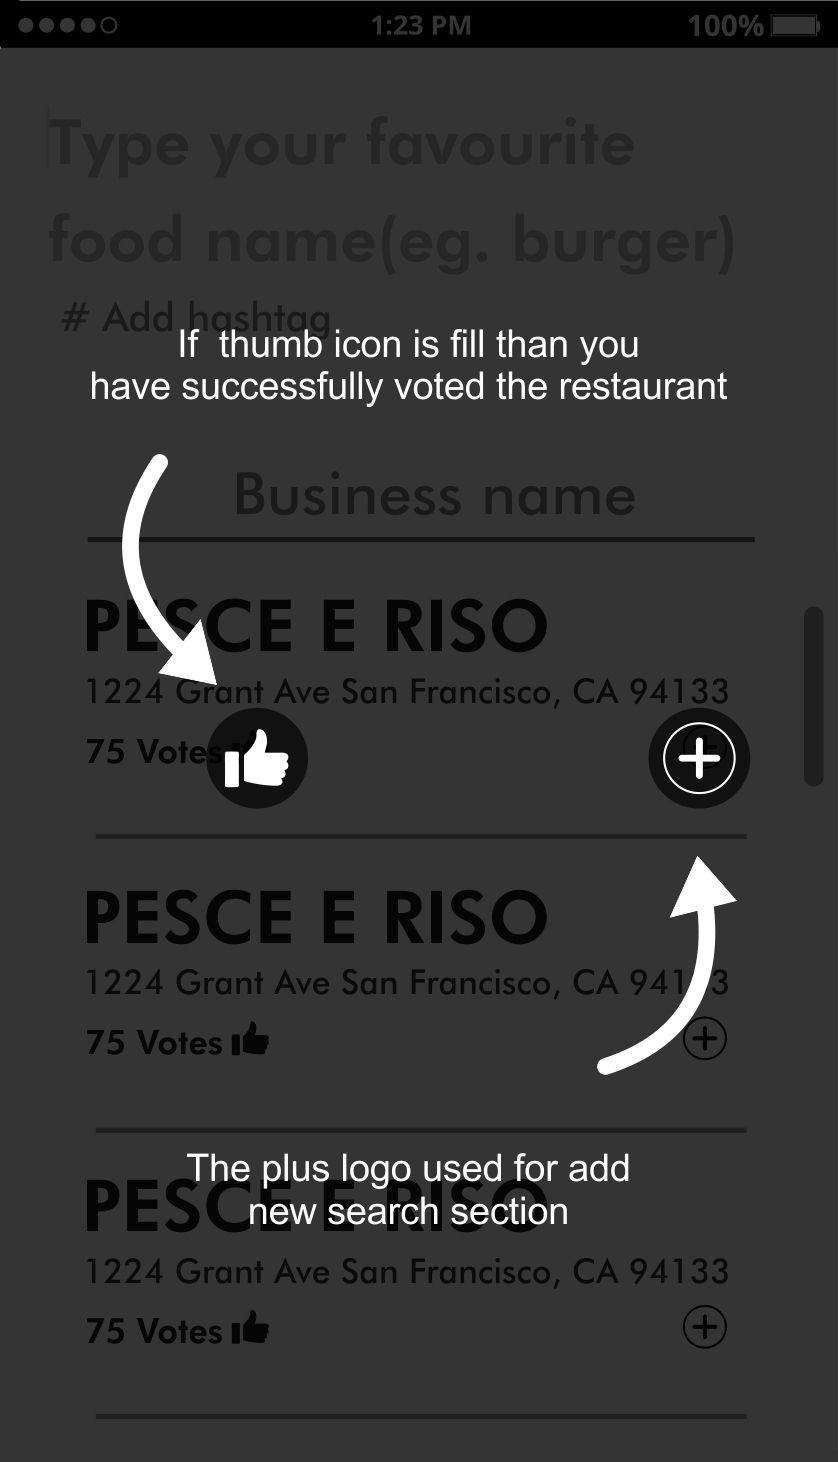 1:23 PM 100%
Type your favourite
food name(eg. burger)
# Add hashtag
If thumb icon is fill than you
have successfully voted the restaurant
Business name
PESCE E RISO
1224 Grant Ave San Francisco, CA 94133
75 Votes
PESCE E RISO
1224 Grant Ave San Francisco, CA 94133
75 Votes
The plus logo used for add
PESCE E RISO
new search section
1224 Grant Ave San Francisco, CA 94133
75 Votes